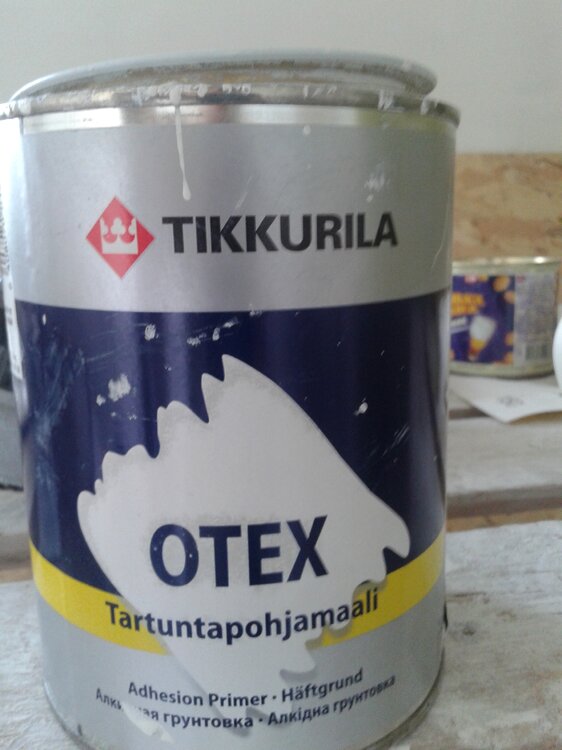 TIKKURILA
OTEX
Tartuntapohjamaali
Adhesion Primer · Häftgrund
грунтовка · Алкідна грунтовка